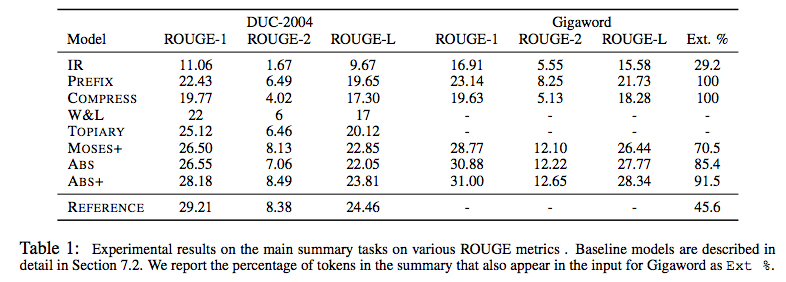 DUC-2004 Gigaword
Model ROUGE-1 ROUGE-2 ROUGE-L ROUGE-1 ROUGE-2 ROUGE-L Ext. %
IR 11.06 1.67 9.67 16.91 5.55 15.58 29.2
PREFIX 22.43 6.49 19.65 23.14 8.25 21.73 100
COMPRESS 19.77 4.02 17.30 19.63 5.13 18.28 100
W&L 22 6 17 - - - -
TOPIARY 25.12 6.46 20.12 - - - -
MOSES+ 26.50 8.13 22.85 28.77 12.10 26.44 70.5
ABS 26.55 7.06 22.05 30.88 12.22 27.77 85.4
ABS+ 28.18 8.49 23.81 31.00 12.65 28.34 91.5
REFERENCE 29.21 8.38 24.46 - - - 45.6
Table 1: Experimental results on the main summary tasks on various ROUGE metrics . Baseline models are described in
detail in Section 7.2. We report the percentage of tokens in the summary that also appear in the input for Gigaword as Ext %.